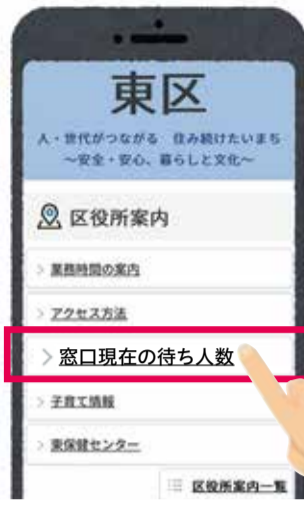 東区
人・世代がつながる 住み続けたいまち
～安全・安心、暮らしと文化～
区役所案内
> 業務時間の案内
> アクセス方法
> 窓口現在の待ち人数
> 子育て情報
> 東保健センター
区役所案内一覧